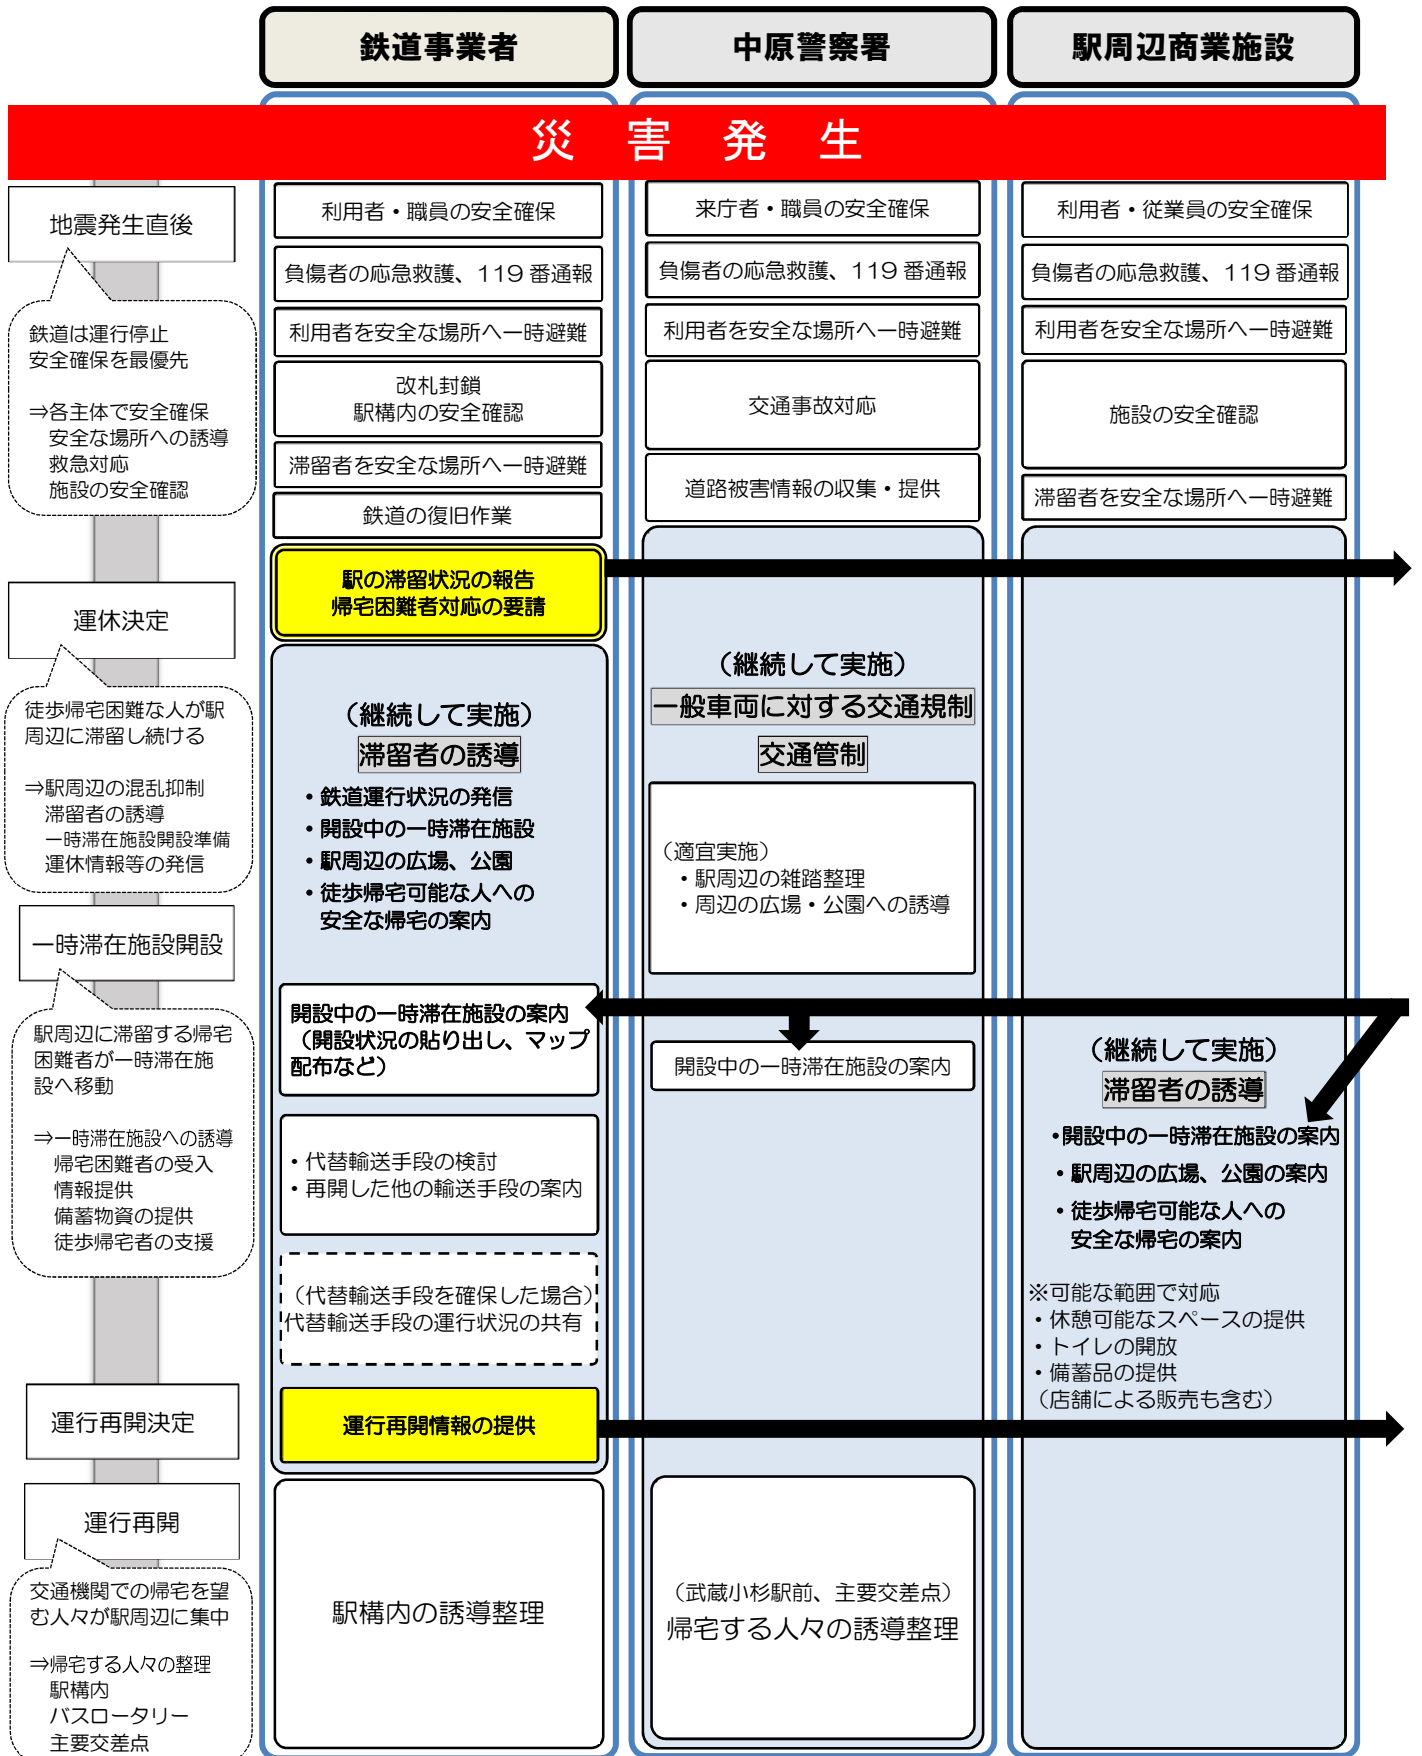 鉄道事業者
中原警察署
駅周辺商業施設
災害発生
地震発生直後
鉄道は運行停止
安全確保を最優先
⇒各主体で安全確保
安全な場所への誘導
救急対応
施設の安全確認
運休決定
徒歩帰宅困難な人が駅
周辺に滞留し続ける
⇒駅周辺の混乱抑制
滞留者の誘導
一時滞在施設開設準備
運休情報等の発信
一時滞在施設開設
駅周辺に滞留する帰宅
困難者が一時滞在施
設へ移動
⇒一時滞在施設への誘導
帰宅困難者の受入
情報提供
備蓄物資の提供
徒歩帰宅者の支援
運行再開決定
運行再開
交通機関での帰宅を望
む人々が駅周辺に集中
⇒帰宅する人々の整理
駅構内
バスロータリー
主要交差点
利用者・職員の安全確保
負傷者の応急救護、119番通報
利用者を安全な場所へ一時避難
改札封鎖
駅構内の安全確認
滞留者を安全な場所へ一時避難
鉄道の復旧作業
駅の滞留状況の報告
帰宅困難者対応の要請
（継続して実施）
滞留者の誘導
・鉄道運行状況の発信
・開設中の一時滞在施設
・駅周辺の広場、公園
・徒歩帰宅可能な人への
安全な帰宅の案内
開設中の一時滞在施設の案内
（開設状況の貼り出し、マップ
配布など）
・代替輸送手段の検討
・再開した他の輸送手段の案内
（代替輸送手段を確保した場合）
代替輸送手段の運行状況の共有
運行再開情報の提供
駅構内の誘導整理
来庁者・職員の安全確保
負傷者の応急救護、119番通報
利用者を安全な場所へ一時避難
交通事故対応
道路被害情報の収集・提供
（継続して実施）
一般車両に対する交通規制
交通管制
（適宜実施）
・駅周辺の雑踏整理
・周辺の広場・公園への誘導
開設中の一時滞在施設の案内
（武蔵小杉駅前、主要交差点）
帰宅する人々の誘導整理
利用者・従業員の安全確保
負傷者の応急救護、119番通報
利用者を安全な場所へ一時避難
施設の安全確認
滞留者を安全な場所へ一時避難
（継続して実施）
滞留者の誘導
・開設中の一時滞在施設の案内
・駅周辺の広場、公園の案内
・徒歩帰宅可能な人への
安全な帰宅の案内
※可能な範囲で対応
・休憩可能なスペースの提供
・トイレの開放
・備蓄品の提供
（店舗による販売も含む）